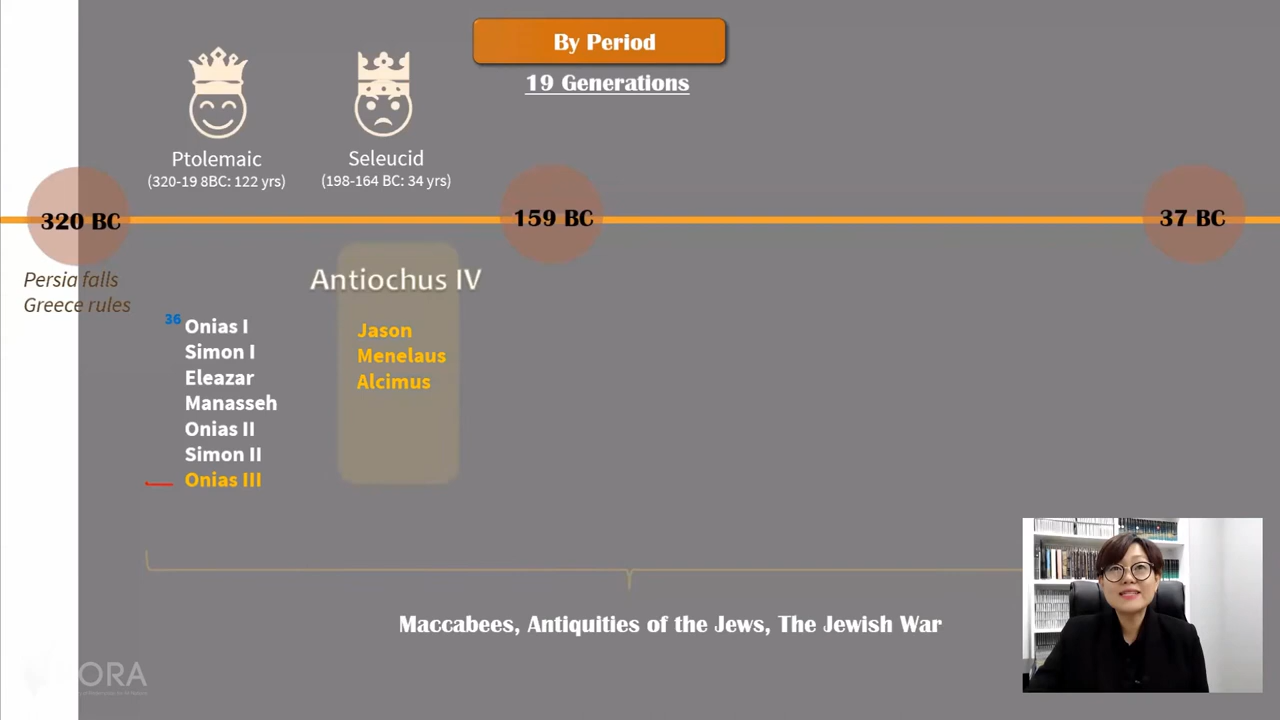 By Period
19 Generations
Ptolemaic
(320-19 8BC: 122 yrs)
Seleucid
(198-164 BC: 34 yrs)
320 BC
159 BC
37 BC
Persia falls
Greece rules
Antiochus IV
36
Onias I
Simon I
Eleazar
Manasseh
Onias II
Simon II
Onias III
Jason
Menelaus
Alcimus
Maccabees, Antiquities of the Jews, The Jewish War